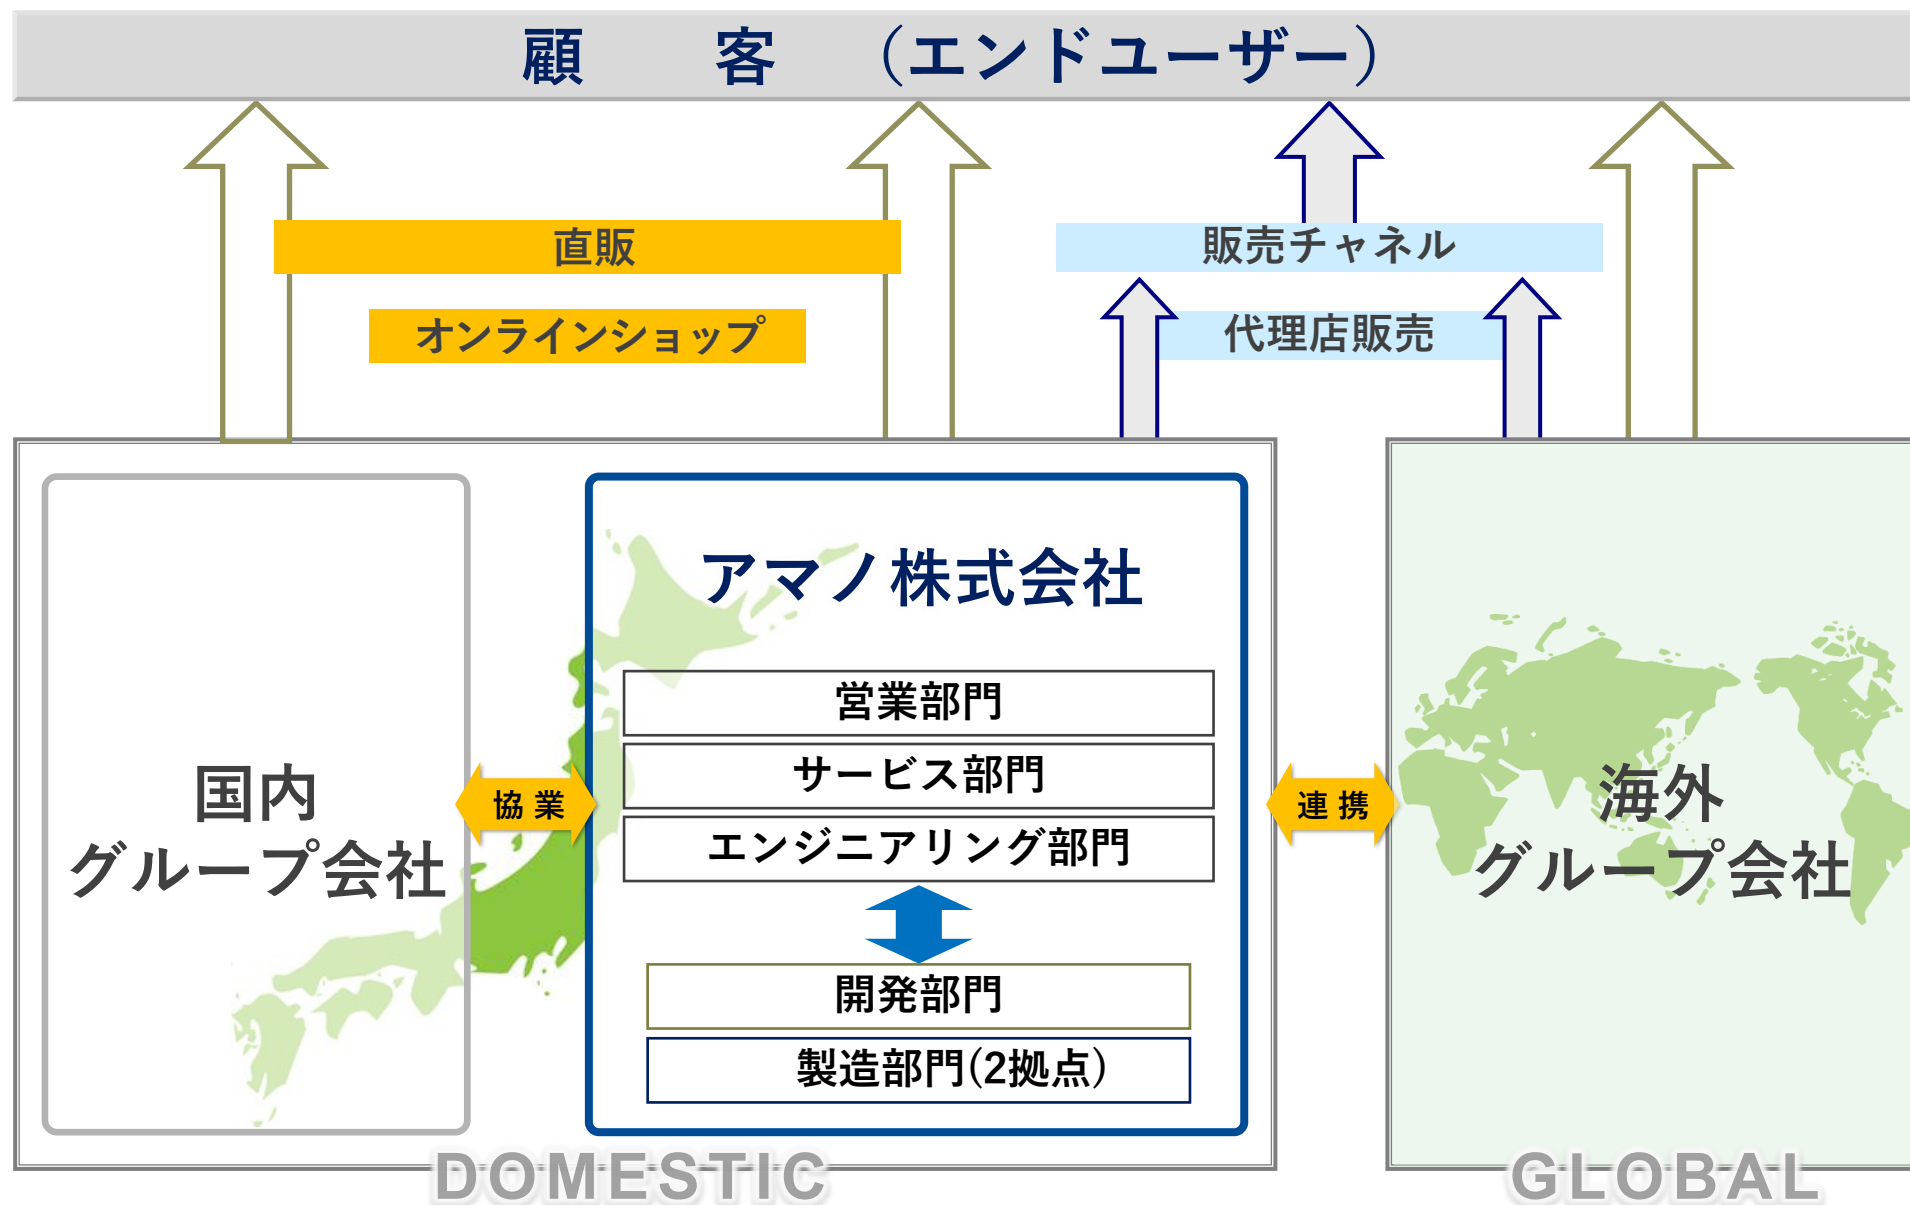 顧　客　（エンドユーザー）
直販
販売チャネル
オンラインショップ
代理店販売
国内
グループ会社
協業
アマノ株式会社
営業部門
サービス部門
エンジニアリング部門
開発部門
製造部門(2拠点)
連携
海外
グループ会社
DOMESTIC
GLOBAL